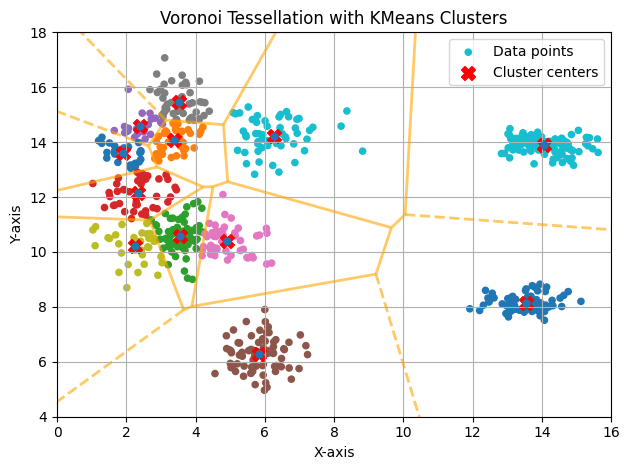 Voronoi Tessellation with KMeans Clusters
Data points
Cluster centers
Y-axis
18
16
14
12
10
8
6
4
0 2 4 6 8 10 12 14 16
X-axis